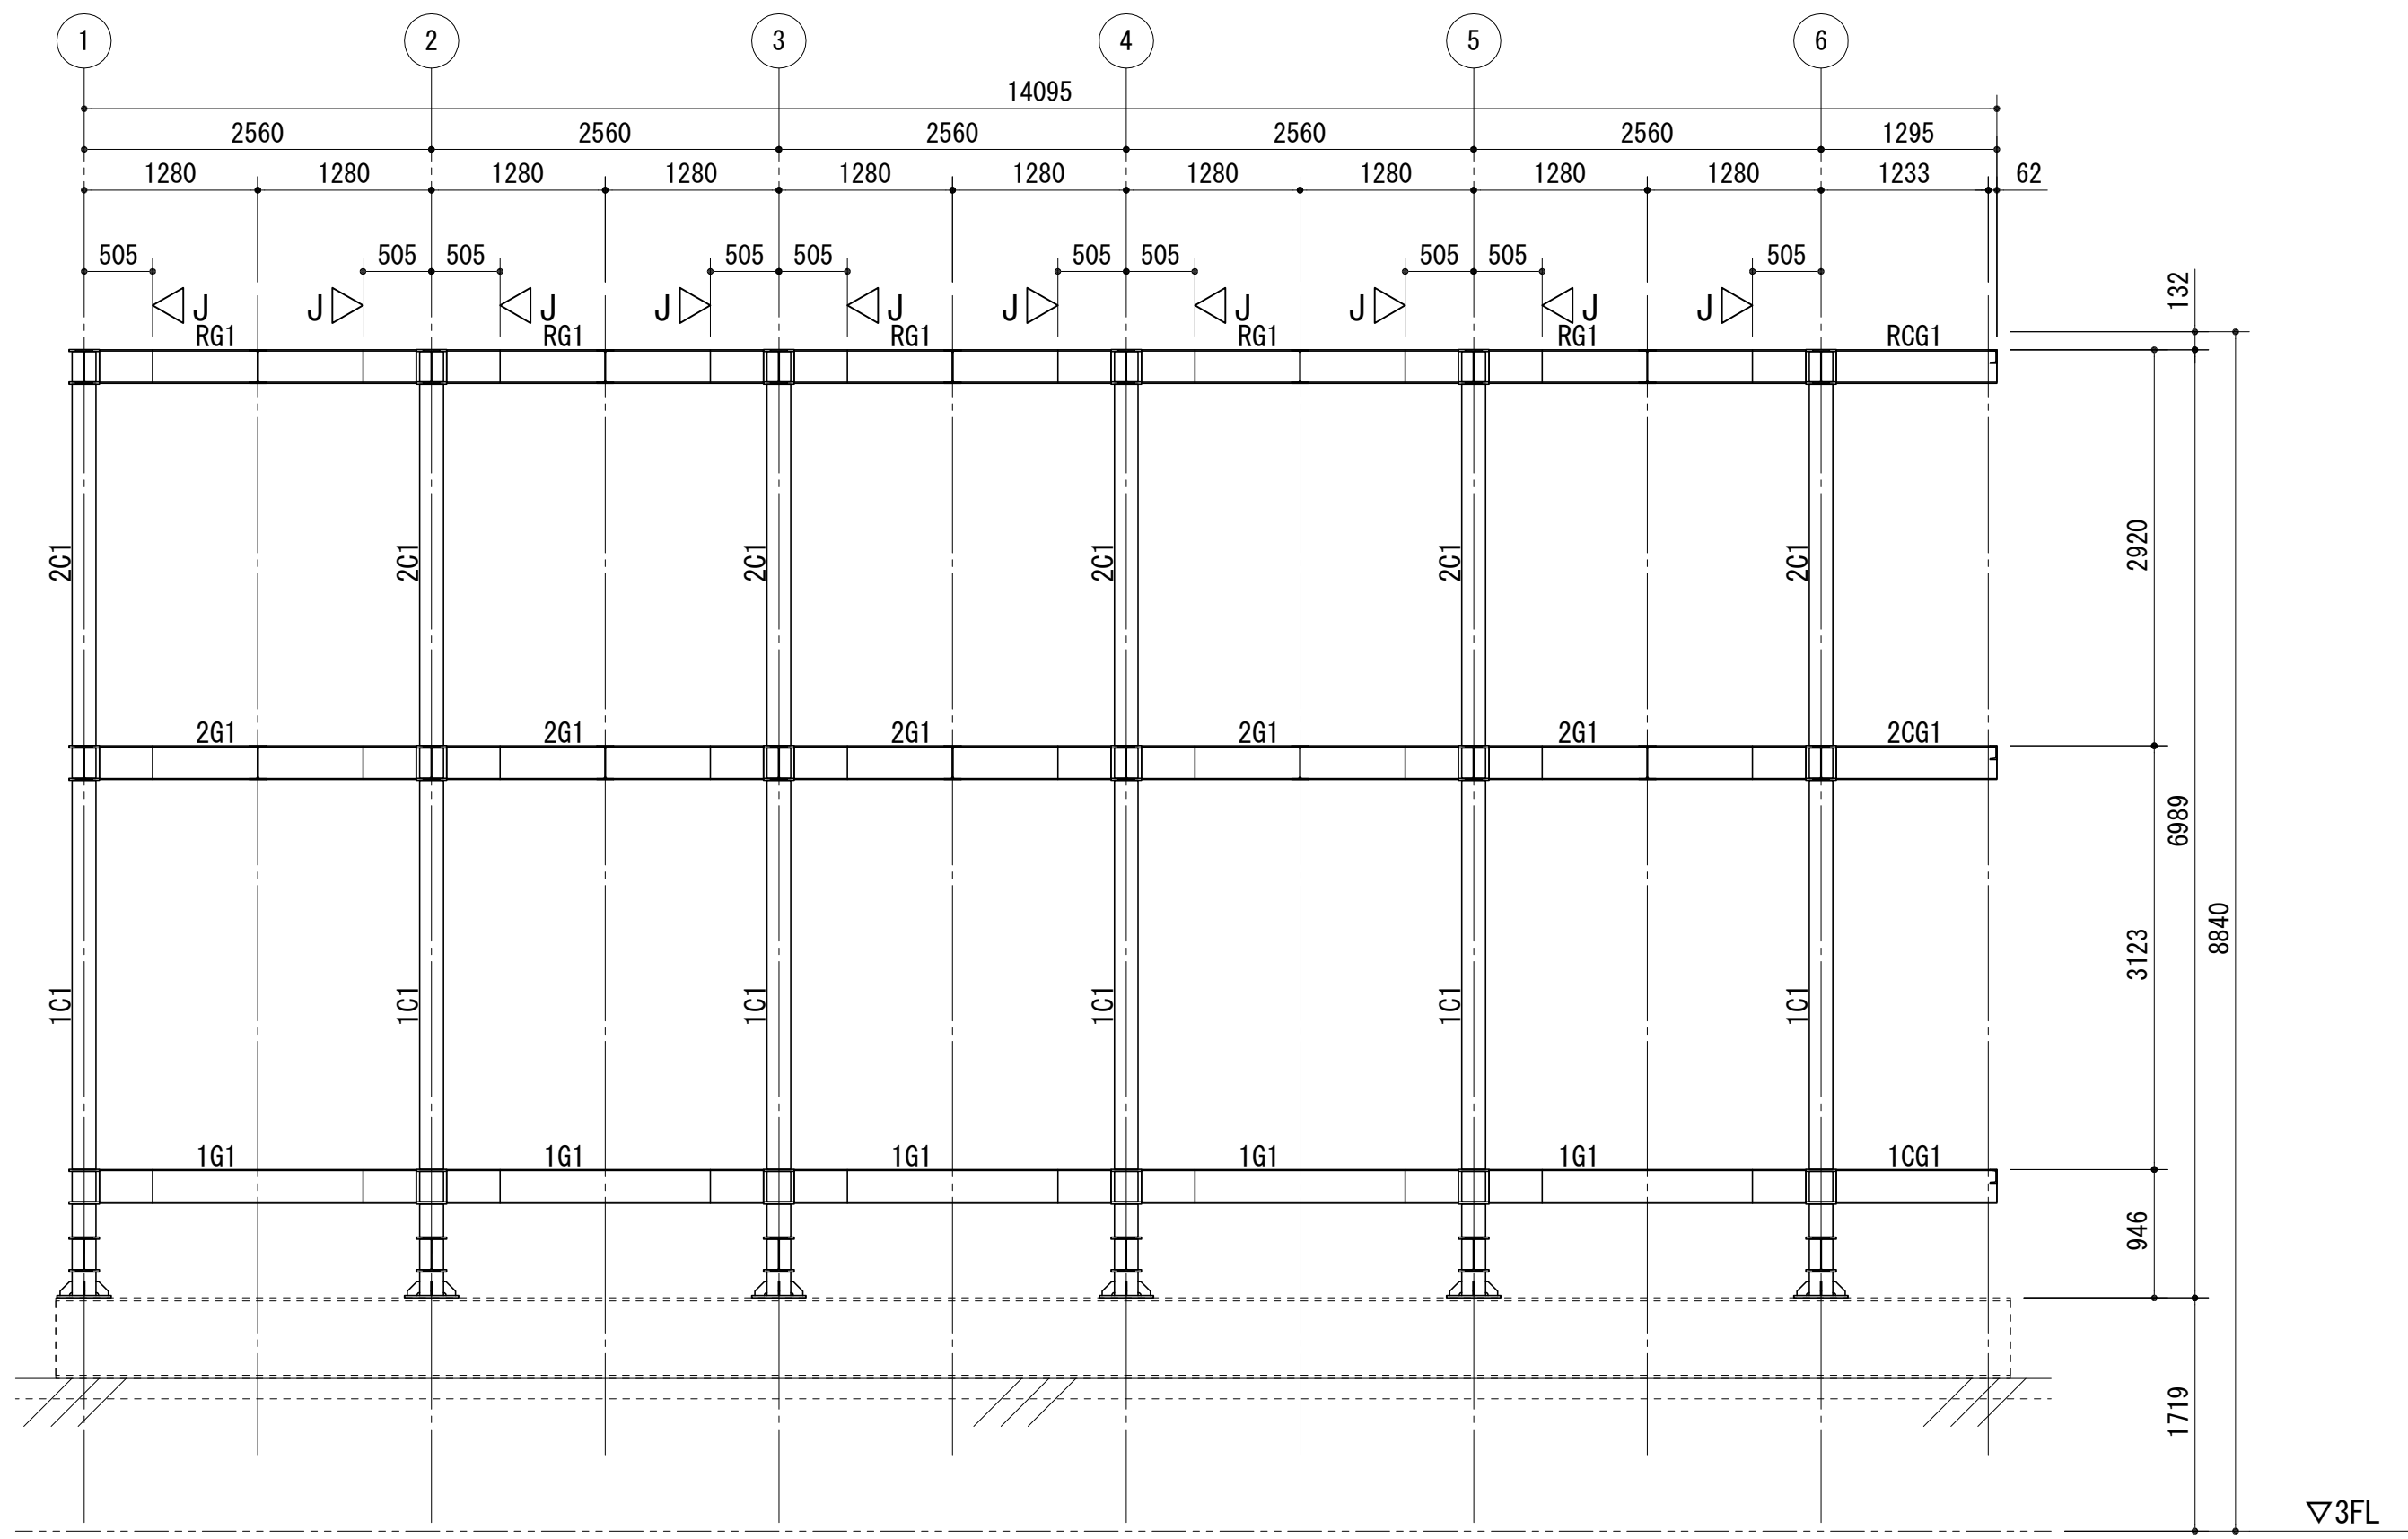 1 2 3 4 5 6
14095
2560 2560 2560 2560 2560 1295
1280 1280 1280 1280 1280 1280 1280 1280 1280 1280 1233 62
505 505 505 505 505 505 505 505 505 505
132
J J J J J J J J J J
RG1 RG1 RG1 RG1 RG1 RCG1
2C1 2C1 2C1 2C1 2C1 2C1
2920
2G1 2G1 2G1 2G1 2G1 2CG1
6989
8840
3123
1C1 1C1 1C1 1C1 1C1 1C1
1G1 1G1 1G1 1G1 1G1 1CG1
946
1719
▽3FL